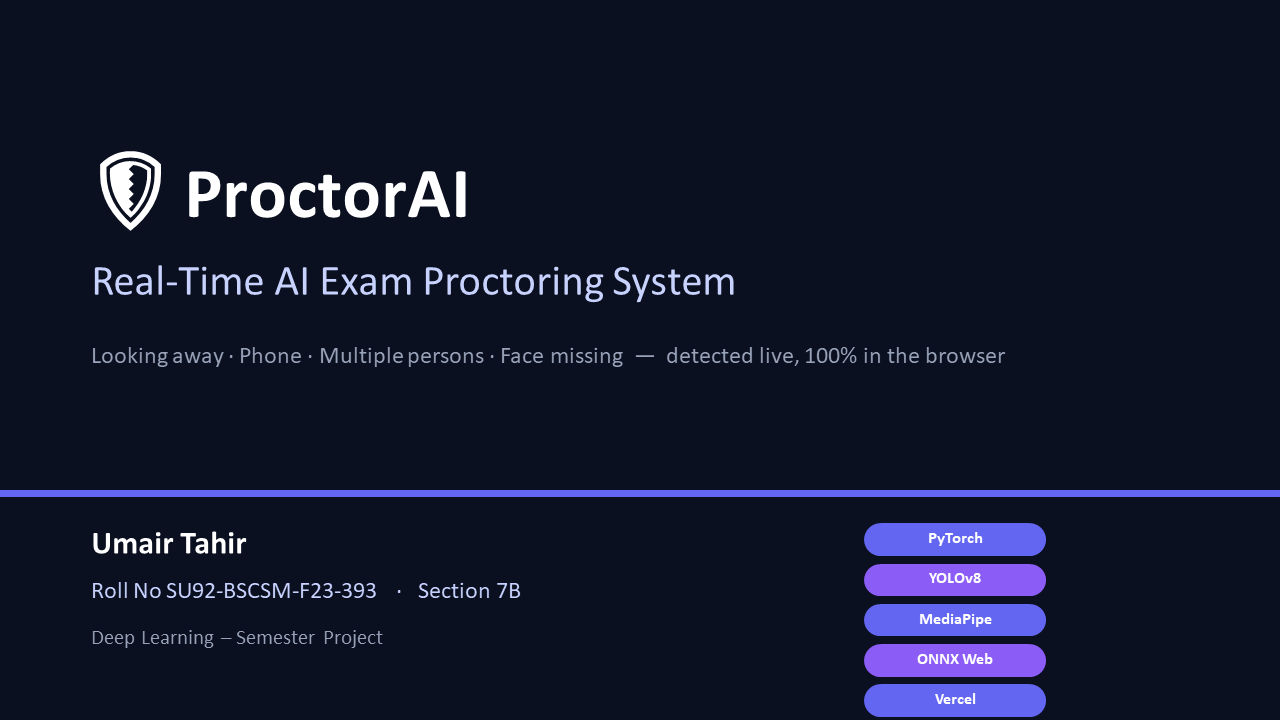 ProctorAI
Real-Time AI Exam Proctoring System
Looking away · Phone · Multiple persons · Face missing — detected live, 100% in the browser
Umair Tahir
Roll No SU92-BSCSM-F23-393 · Section 7B
Deep Learning – Semester Project
PyTorch
YOLOv8
MediaPipe
ONNX Web
Vercel